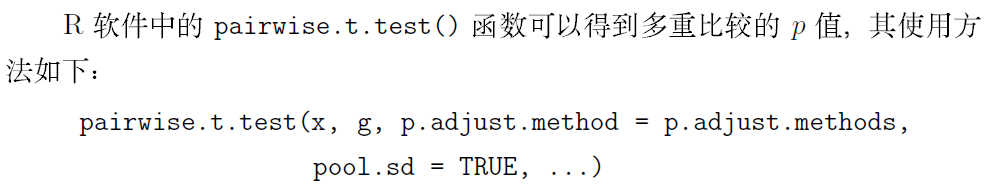 R 软件中的 pairwise.t.test() 函数可以得到多重比较的 p 值, 其使用方
法如下:
pairwise.t.test(x, g, p.adjust.method = p.adjust.methods,
pool.sd = TRUE, ...)